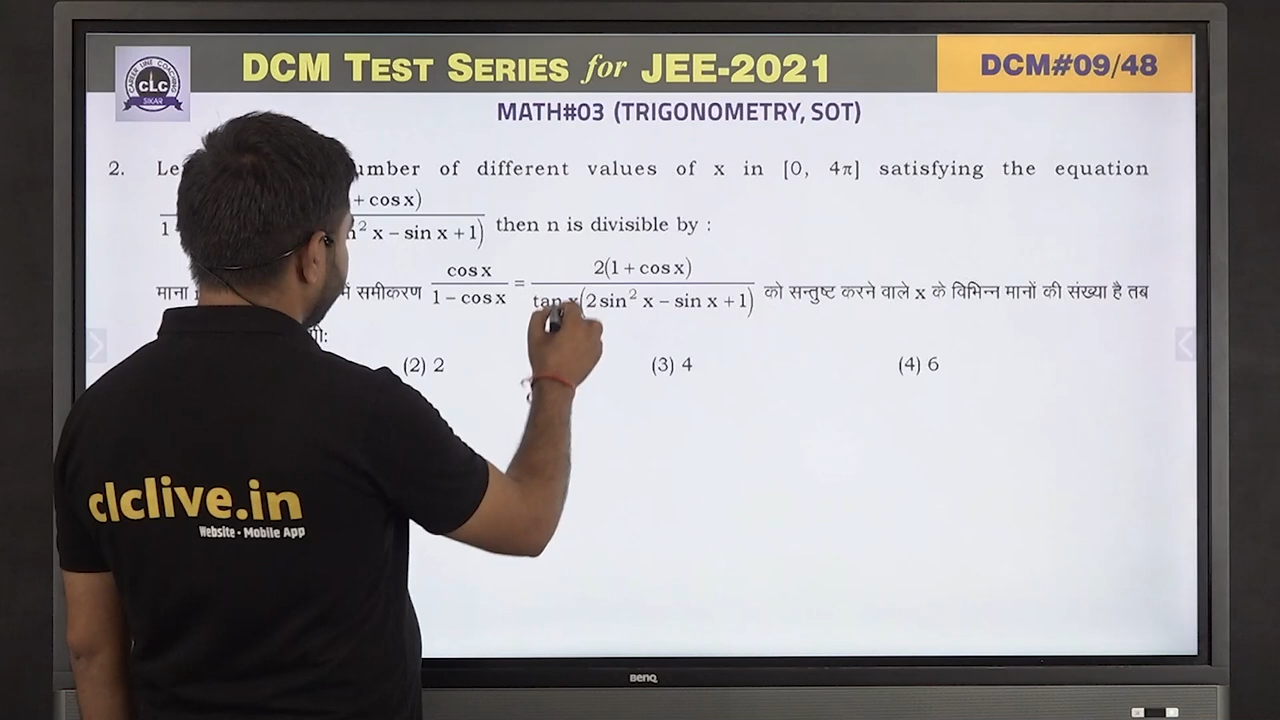 DCM TEST SERIES for JEE-2021
DCM#09/48
CAREER LINE COACHING
CLC
SIKAR
MATH#03 (TRIGONOMETRY, SOT)
2. Le umber of different values of x in [0, 4π] satisfying the equation
+ cos x)
1 n² x – sin x + 1) then n is divisible by :
माना में समीकरण cos x / 1 – cos x = 2(1 + cos x) / tan x(2 sin² x – sin x + 1) को सन्तुष्ट करने वाले x के विभिन्न मानों की संख्या है तब
(2) 2 (3) 4 (4) 6
clclive.in
Website - Mobile App
BenQ